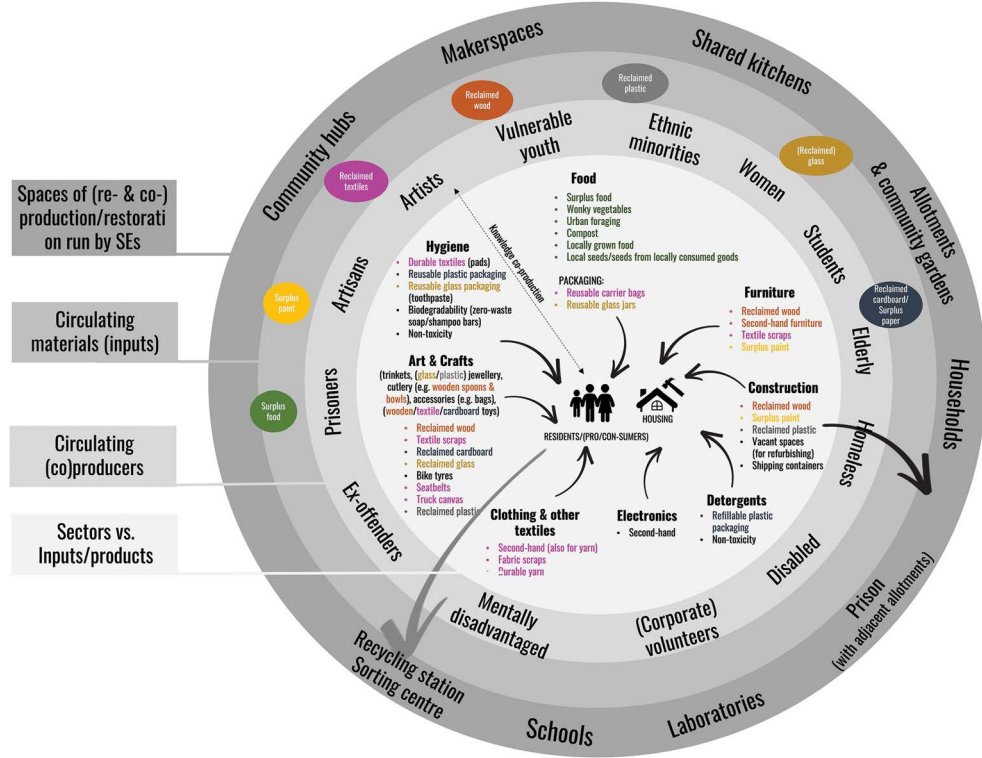 Makerspaces
Shared kitchens
Community hubs
Allotments
& community gardens
Households
Prison
(with adjacent allotments)
Laboratories
Schools
Recycling station
Sorting centre
Reclaimed
wood
Reclaimed
plastic
(Reclaimed)
glass
Reclaimed
textiles
Reclaimed
cardboard/
Surplus
paper
Surplus
paint
Surplus
food
Vulnerable
youth
Ethnic
minorities
Women
Students
Elderly
Homeless
Disabled
(Corporate)
volunteers
Mentally
disadvantaged
Ex-offenders
Prisoners
Artisans
Artists
Spaces of (re- & co-)
production/restorati
on run by SEs
Circulating
materials (inputs)
Circulating
(co)producers
Sectors vs.
Inputs/products
Knowledge co-production
Food
• Surplus food
• Wonky vegetables
• Urban foraging
• Compost
• Locally grown food
• Local seeds/seeds from locally consumed goods
PACKAGING:
• Reusable carrier bags
• Reusable glass jars
Hygiene
• Durable textiles (pads)
• Reusable plastic packaging
• Reusable glass packaging
(toothpaste)
• Biodegradability (zero-waste
soap/shampoo bars)
• Non-toxicity
Furniture
• Reclaimed wood
• Second-hand furniture
• Textile scraps
• Surplus paint
Art & Crafts
(trinkets, (glass/plastic) jewellery,
cutlery (e.g. wooden spoons &
bowls), accessories (e.g. bags),
(wooden/textile/cardboard toys)
• Reclaimed wood
• Textile scraps
• Reclaimed cardboard
• Reclaimed glass
• Bike tyres
• Seatbelts
• Truck canvas
• Reclaimed plastic
Construction
• Reclaimed wood
• Surplus paint
• Reclaimed plastic
• Vacant spaces
(for refurbishing)
• Shipping containers
HOUSING
RESIDENTS/(PRO/CON-SUMERS)
Clothing & other
textiles
• Second-hand (also for yarn)
• Fabric scraps
• Durable yarn
Electronics
• Second-hand
Detergents
• Refillable plastic
packaging
• Non-toxicity